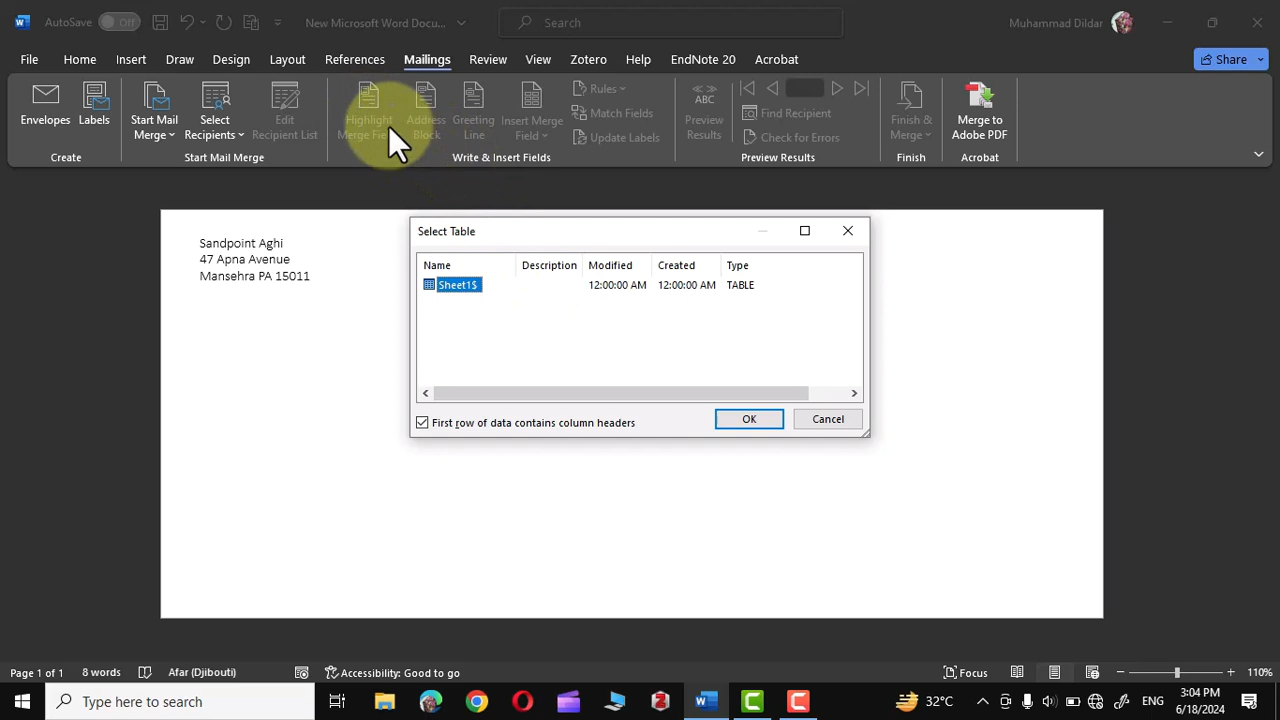 AutoSave Off New Microsoft Word Docu... Search Muhammad Dildar
File Home Insert Draw Design Layout References Mailings Review View Zotero Help EndNote 20 Acrobat Share
Envelopes Labels Start Mail Merge Select Recipients Edit Recipient List Highlight Merge Fie Address Block Greeting Line Insert Merge Field Rules Match Fields Update Labels ABC Preview Results Find Recipient Check for Errors Finish & Merge Merge to Adobe PDF
Create Start Mail Merge Write & Insert Fields Preview Results Finish Acrobat
Sandpoint Aghi
47 Apna Avenue
Mansehra PA 15011
Select Table
Name Description Modified Created Type
Sheet1$ 12:00:00 AM 12:00:00 AM TABLE
First row of data contains column headers OK Cancel
Page 1 of 1 8 words Afar (Djibouti) Accessibility: Good to go Focus 110%
Type here to search 32°C ENG 3:04 PM
6/18/2024